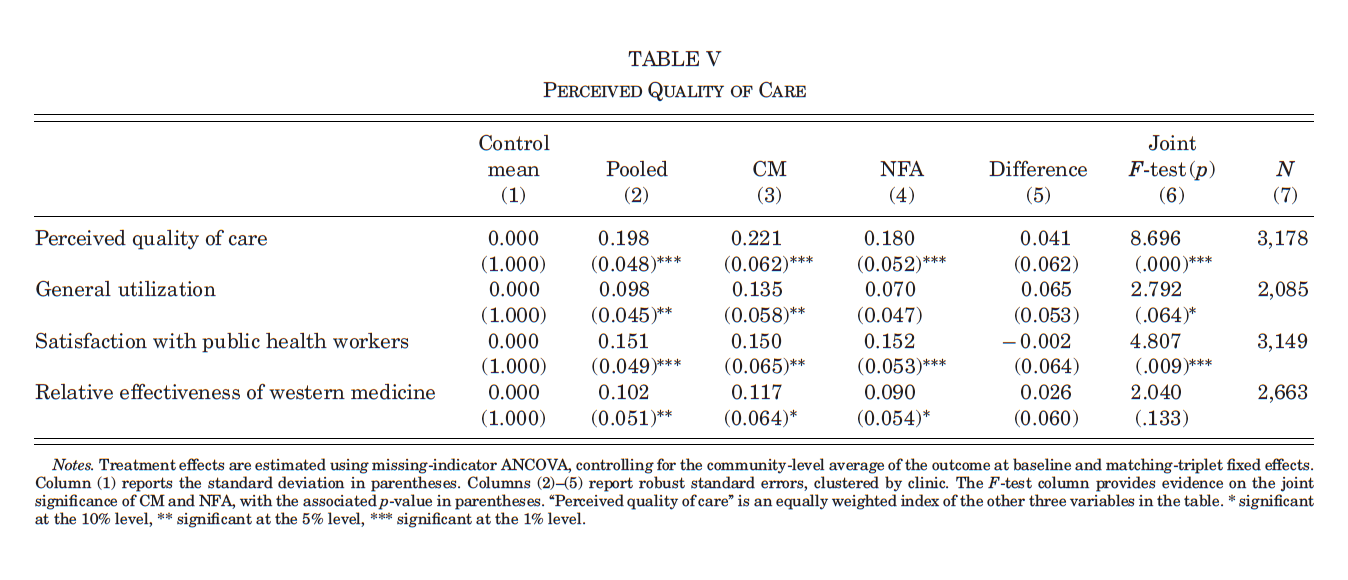 TABLE V
PERCEIVED QUALITY OF CARE
Control Joint
mean Pooled CM NFA Difference F-test(p) N
(1) (2) (3) (4) (5) (6) (7)
Perceived quality of care 0.000 0.198 0.221 0.180 0.041 8.696 3,178
(1.000) (0.048)*** (0.062)*** (0.052)*** (0.062) (.000)***
General utilization 0.000 0.098 0.135 0.070 0.065 2.792 2,085
(1.000) (0.045)** (0.058)** (0.047) (0.053) (.064)*
Satisfaction with public health workers 0.000 0.151 0.150 0.152 −0.002 4.807 3,149
(1.000) (0.049)*** (0.065)** (0.053)*** (0.064) (.009)***
Relative effectiveness of western medicine 0.000 0.102 0.117 0.090 0.026 2.040 2,663
(1.000) (0.051)** (0.064)* (0.054)* (0.060) (.133)
Notes. Treatment effects are estimated using missing-indicator ANCOVA, controlling for the community-level average of the outcome at baseline and matching-triplet fixed effects.
Column (1) reports the standard deviation in parentheses. Columns (2)–(5) report robust standard errors, clustered by clinic. The F-test column provides evidence on the joint
significance of CM and NFA, with the associated p-value in parentheses. “Perceived quality of care” is an equally weighted index of the other three variables in the table. * significant
at the 10% level, ** significant at the 5% level, *** significant at the 1% level.